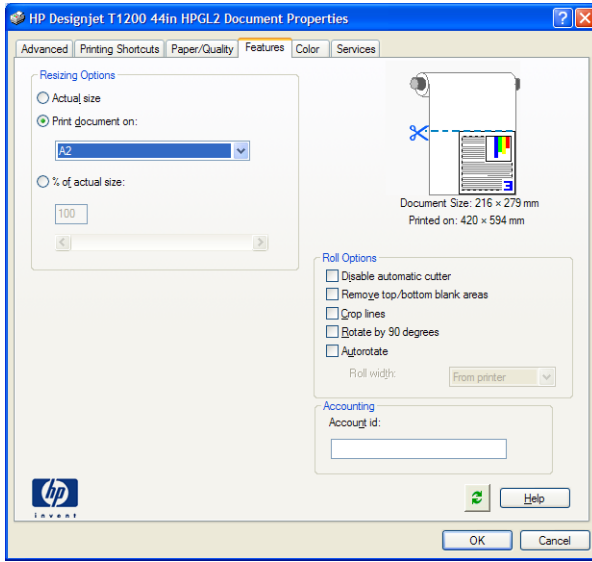 HP Designjet T1200 44in HPGL2 Document Properties
Advanced Printing Shortcuts Paper/Quality Features Color Services
Resizing Options
Actual size
Print document on:
A2
% of actual size:
100
3
Document Size: 216 × 279 mm
Printed on: 420 × 594 mm
Roll Options
Disable automatic cutter
Remove top/bottom blank areas
Crop lines
Rotate by 90 degrees
Autorotate
Roll width: From printer
Accounting
Account id:
hp
invent
Help
OK Cancel